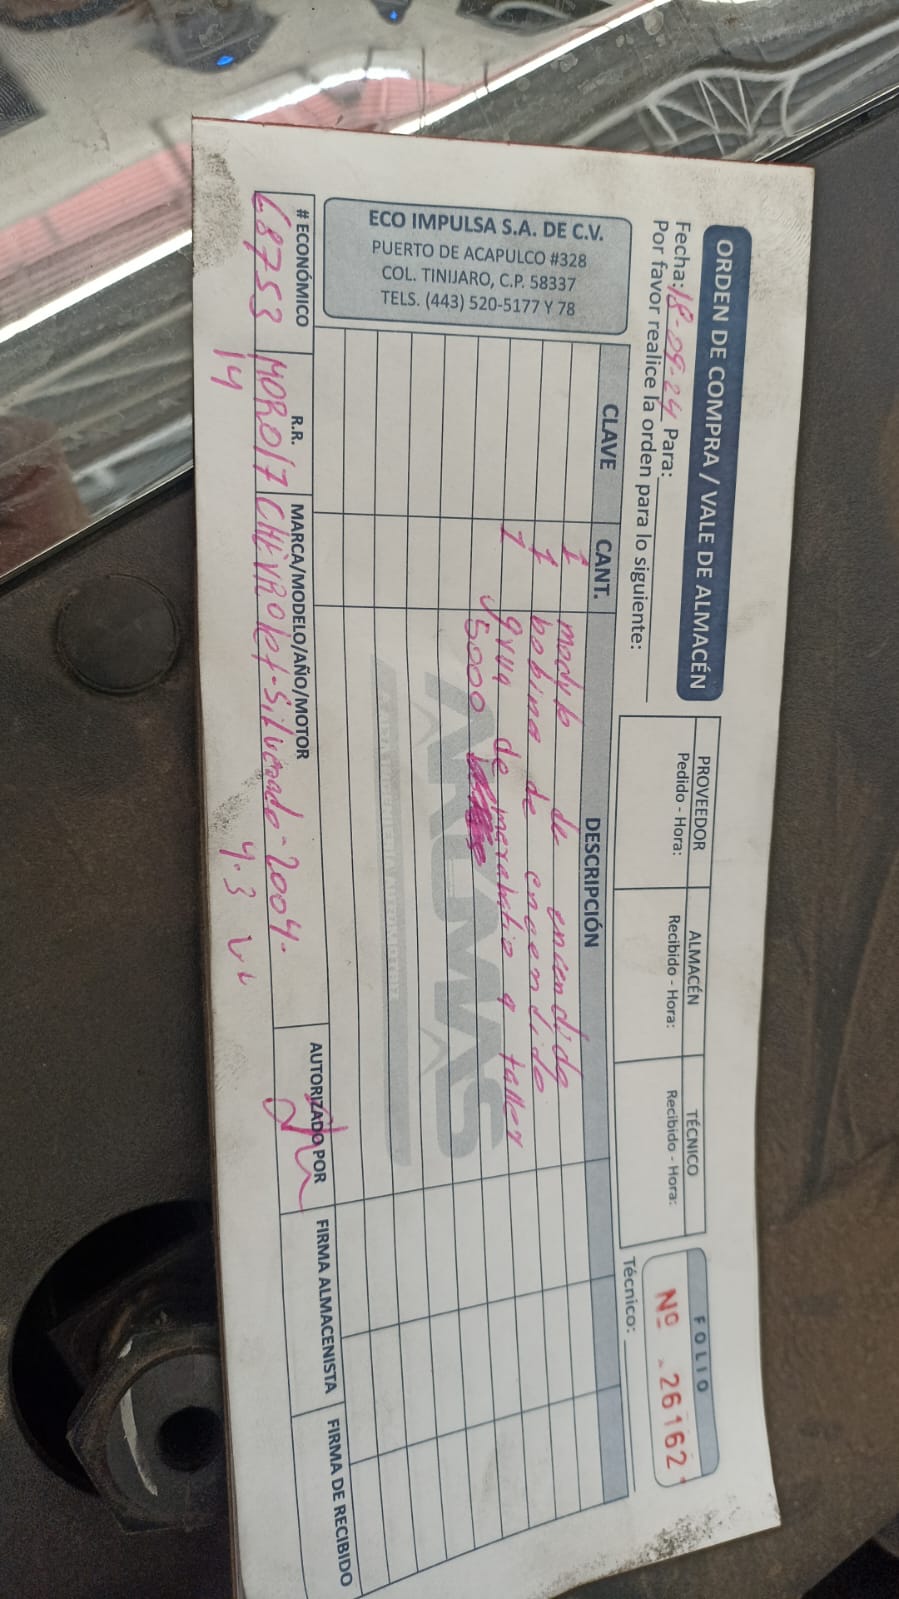 ORDEN DE COMPRA / VALE DE ALMACÉN
Fecha: 18-09-24 Para:
Por favor realice la orden para lo siguiente:
PROVEEDOR
Pedido - Hora:
ALMACÉN
Recibido - Hora:
TÉCNICO
Recibido - Hora:
FOLIO
Nº 26162
Técnico:
ECO IMPULSA S.A. DE C.V.
PUERTO DE ACAPULCO #328
COL. TINIJARO, C.P. 58337
TELS. (443) 520-5177 Y 78
CLAVE CANT. DESCRIPCIÓN
1 modulo de encendido
1 bobina de encendido
1 grua de maravatio a taller
5000
AKUMAS
# ECONÓMICO R.R. MARCA/MODELO/AÑO/MOTOR AUTORIZADO POR FIRMA ALMACENISTA FIRMA DE RECIBIDO
68753 MORO17 CHEVROlet-Silverado-2004.
14 4.3